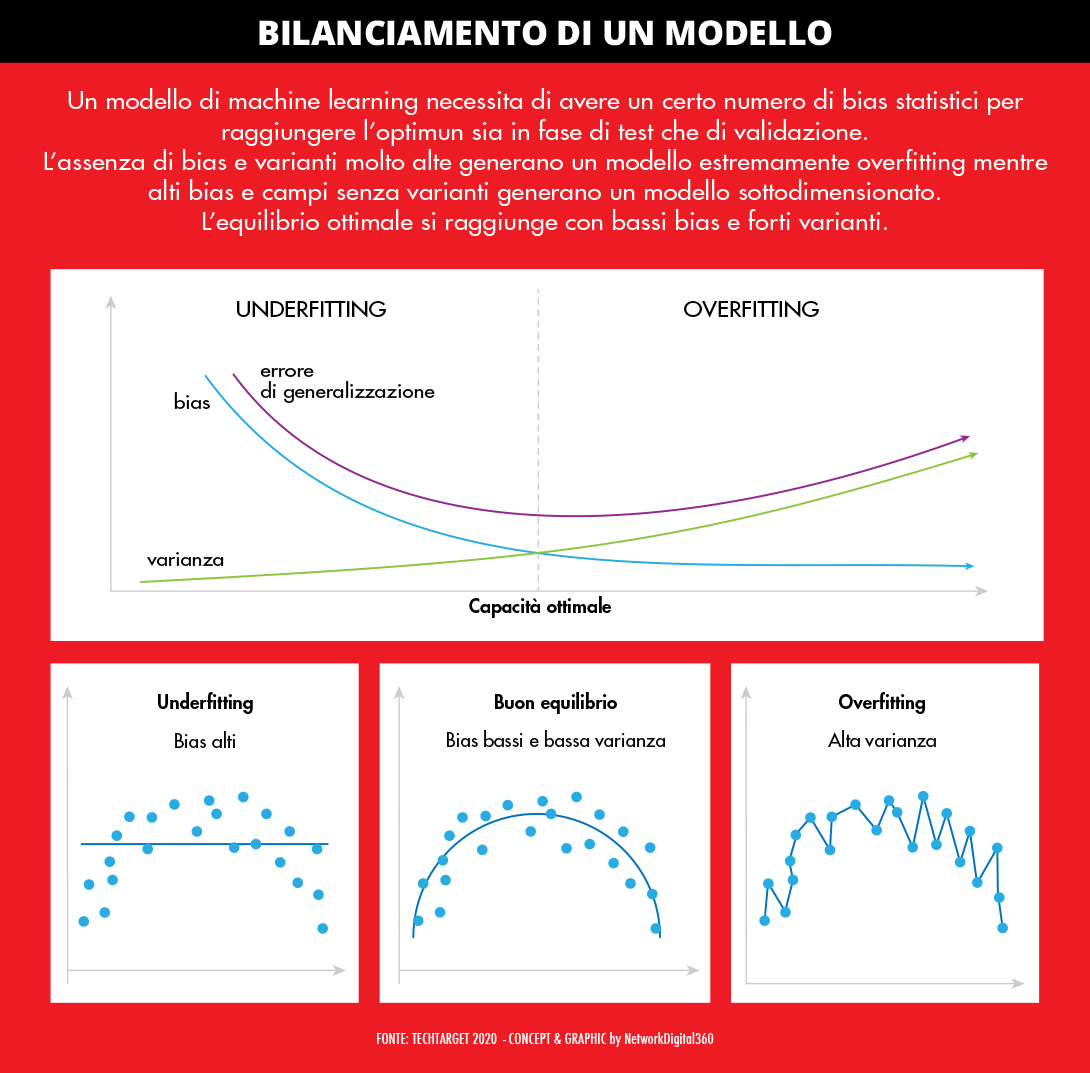 BILANCIAMENTO DI UN MODELLO
Un modello di machine learning necessita di avere un certo numero di bias statistici per
raggiungere l'optimun sia in fase di test che di validazione.
L'assenza di bias e varianti molto alte generano un modello estremamente overfitting mentre
alti bias e campi senza varianti generano un modello sottodimensionato.
L'equilibrio ottimale si raggiunge con bassi bias e forti varianti.
UNDERFITTING
OVERFITTING
errore
di generalizzazione
bias
varianza
Capacità ottimale
Underfitting
Bias alti
Buon equilibrio
Bias bassi e bassa varianza
Overfitting
Alta varianza
FONTE: TECHTARGET 2020 - CONCEPT & GRAPHIC by NetworkDigital360